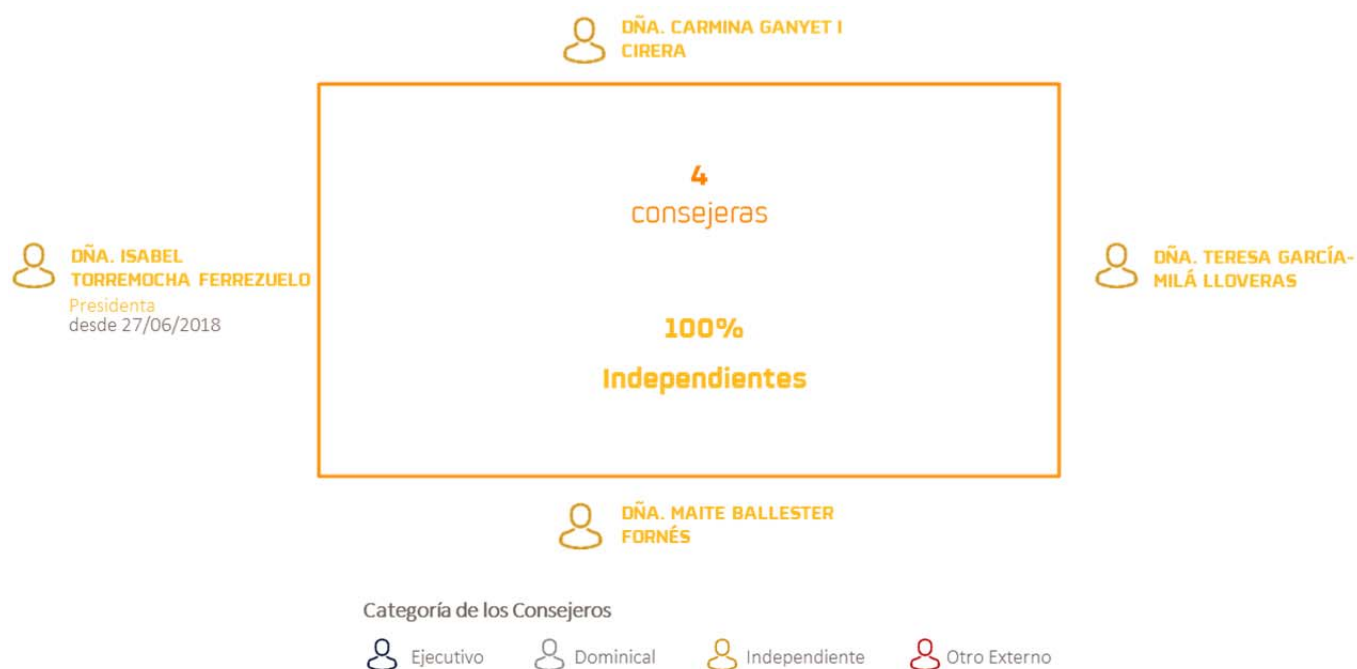 DÑA. CARMINA GANYET I
CIRERA
4
consejeras
DÑA. ISABEL
TORREMOCHA FERREZUELO
Presidenta
desde 27/06/2018
DÑA. TERESA GARCÍA-
MILÁ LLOVERAS
100%
Independientes
DÑA. MAITE BALLESTER
FORNÉS
Categoría de los Consejeros
Ejecutivo
Dominical
Independiente
Otro Externo